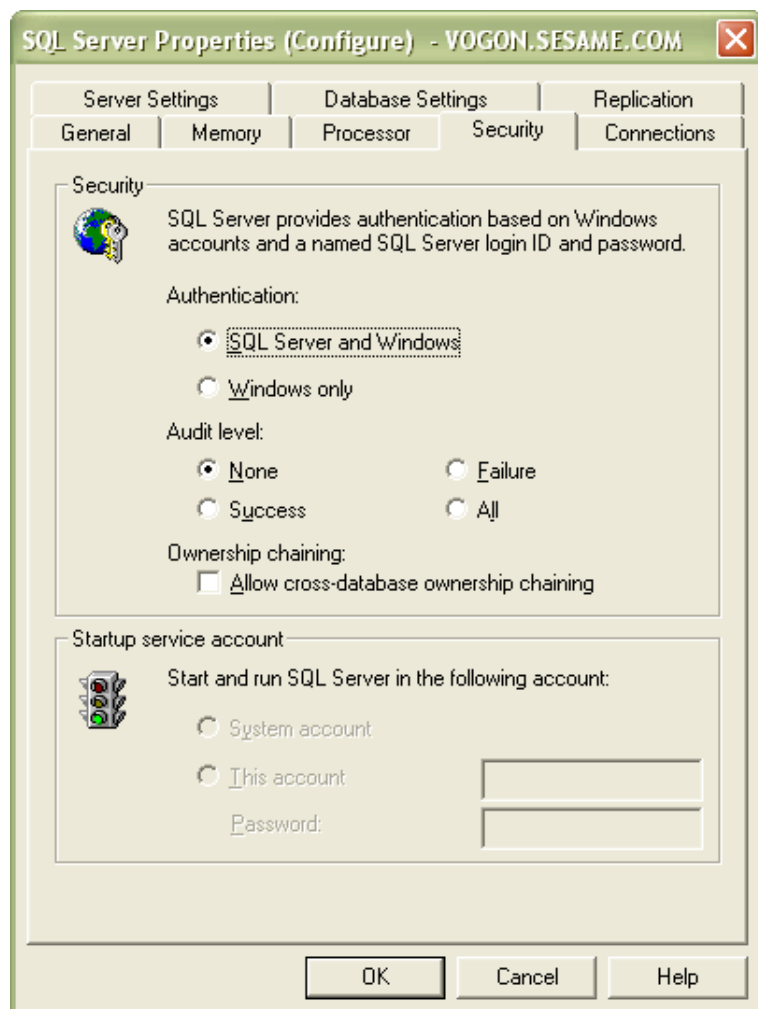 SQL Server Properties (Configure) - VOGON.SESAME.COM
Server Settings Database Settings Replication
General Memory Processor Security Connections
Security
SQL Server provides authentication based on Windows
accounts and a named SQL Server login ID and password.
Authentication:
SQL Server and Windows
Windows only
Audit level:
None Failure
Success All
Ownership chaining:
Allow cross-database ownership chaining
Startup service account
Start and run SQL Server in the following account:
System account
This account
Password:
OK Cancel Help